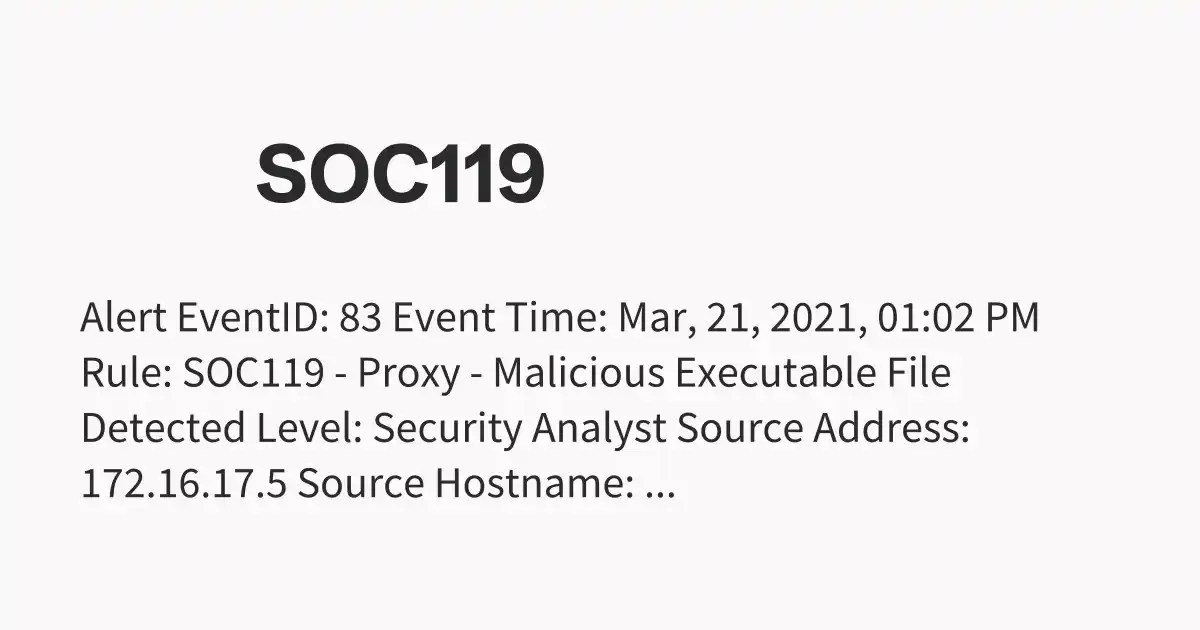 SOC119
Alert EventID: 83 Event Time: Mar, 21, 2021, 01:02 PM
Rule: SOC119 - Proxy - Malicious Executable File
Detected Level: Security Analyst Source Address:
172.16.17.5 Source Hostname: ...